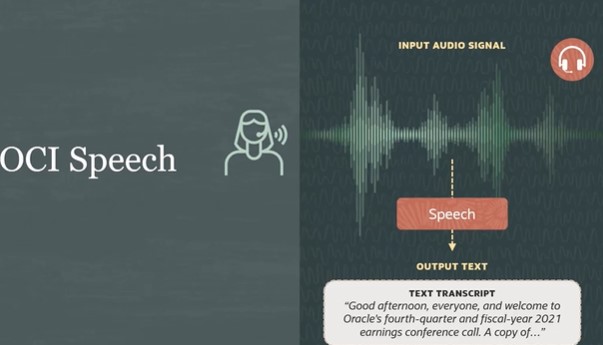 OCI Speech
INPUT AUDIO SIGNAL
Speech
OUTPUT TEXT
TEXT TRANSCRIPT
“Good afternoon, everyone, and welcome to
Oracle's fourth-quarter and fiscal-year 2021
earnings conference call. A copy of…”